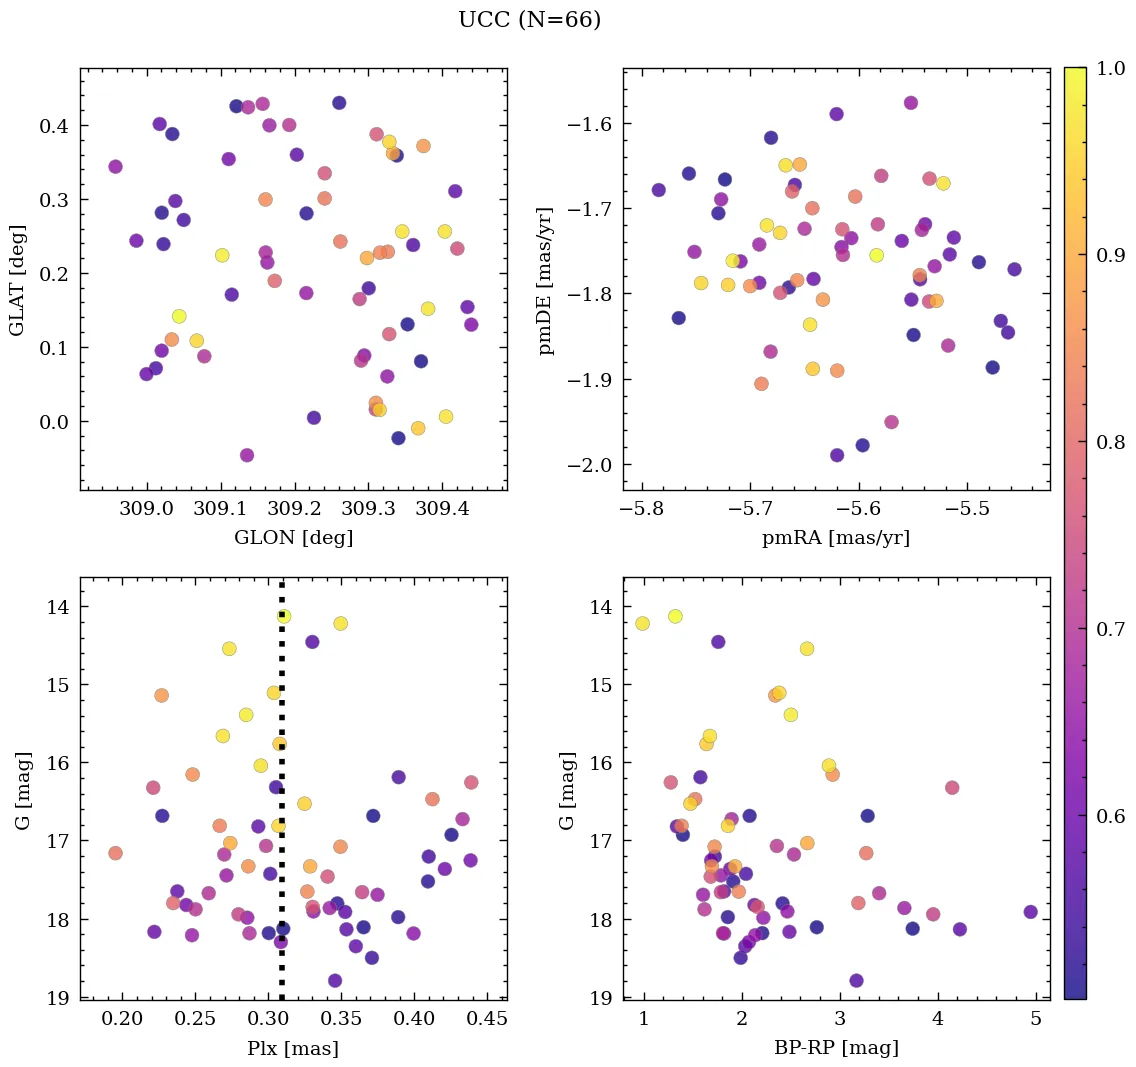 UCC (N=66)
0.4
0.3
0.2
0.1
0.0
GLAT [deg]
309.0 309.1 309.2 309.3 309.4
GLON [deg]
−1.6
−1.7
−1.8
−1.9
−2.0
pmDE [mas/yr]
−5.8 −5.7 −5.6 −5.5
pmRA [mas/yr]
14
15
16
17
18
19
G [mag]
0.20 0.25 0.30 0.35 0.40 0.45
Plx [mas]
14
15
16
17
18
19
G [mag]
1 2 3 4 5
BP-RP [mag]
1.0
0.9
0.8
0.7
0.6